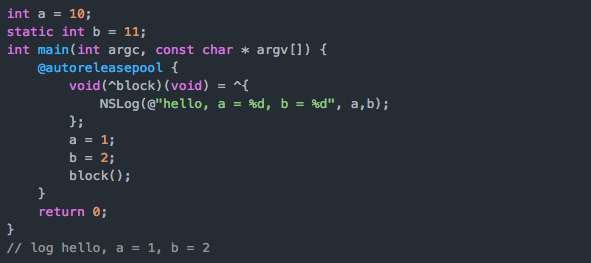 int a = 10;
static int b = 11;
int main(int argc, const char * argv[]) {
    @autoreleasepool {
        void(^block)(void) = ^{
            NSLog(@"hello, a = %d, b = %d", a,b);
        };
        a = 1;
        b = 2;
        block();
    }
    return 0;
}
// log hello, a = 1, b = 2